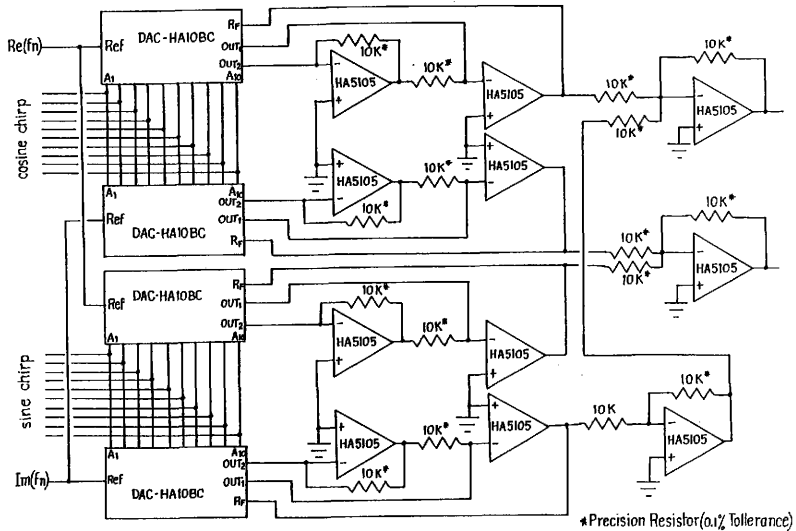 RF
DAC-HA10BC
OUT1
Re(fn)
Ref
OUT2
A1
A10
10K*
10K*
HA5105
HA5105
10K*
10K*
10K*
HA5105
cosine chirp
HA5105
HA5105
10K*
10K*
A1
A10
OUT2
Ref
OUT1
DAC-HA10BC
RF
10K*
10K*
10K*
HA5105
DAC-HA10BC
RF
Ref
OUT1
OUT2
A1
A10
10K*
10K*
HA5105
HA5105
sine chirp
HA5105
HA5105
10K*
10K*
10K
10K*
HA5105
A1
A10
OUT2
Im(fn)
Ref
OUT1
DAC-HA10BC
RF
*Precision Resistor(0.1% Tollerance)